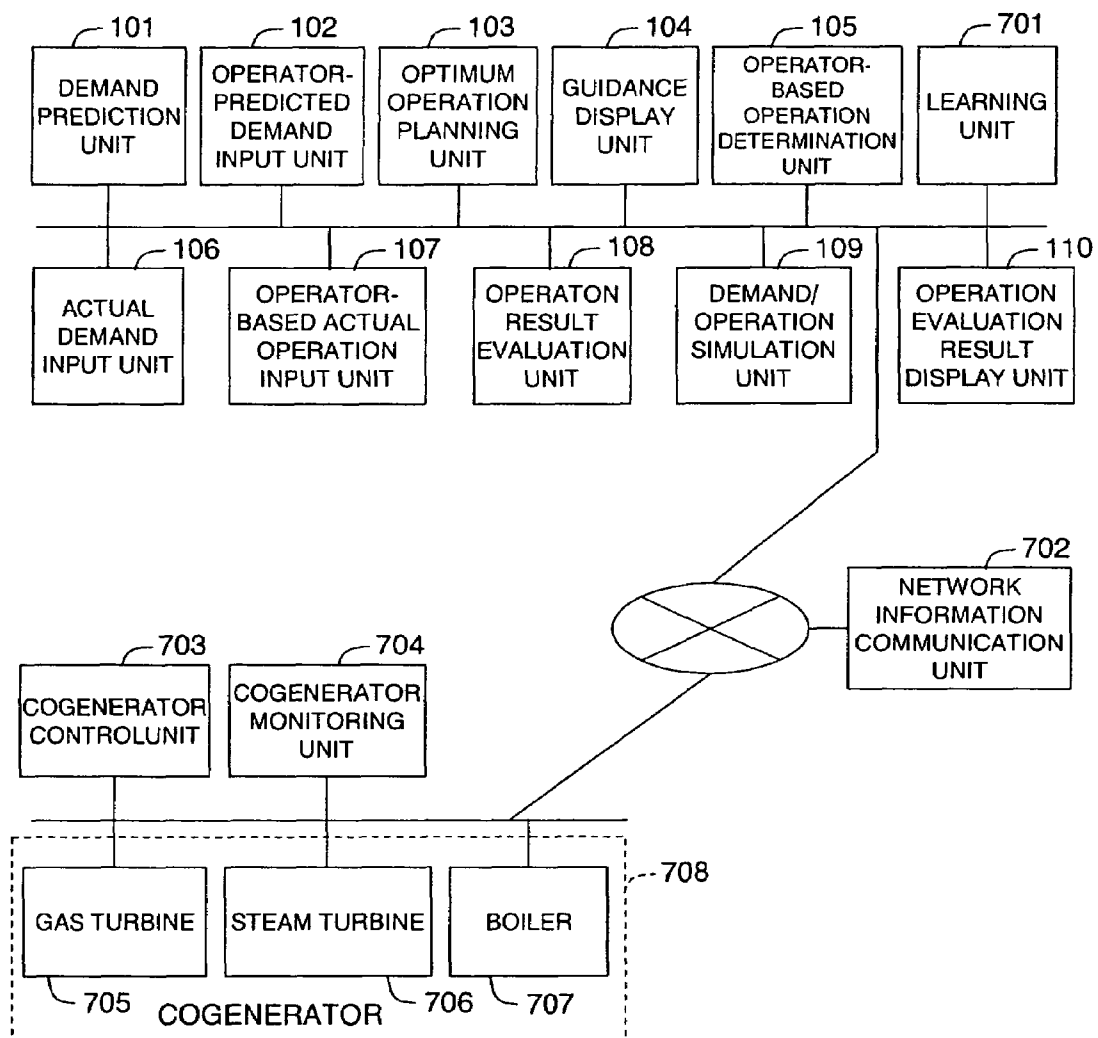 101
102
103
104
105
701
DEMAND
PREDICTION
UNIT
OPERATOR-
PREDICTED
DEMAND
INPUT UNIT
OPTIMUM
OPERATION
PLANNING
UNIT
GUIDANCE
DISPLAY
UNIT
OPERATOR-
BASED
OPERATION
DETERMINATION
UNIT
LEARNING
UNIT
106
107
108
109
110
ACTUAL
DEMAND
INPUT UNIT
OPERATOR-
BASED ACTUAL
OPERATION
INPUT UNIT
OPERATON
RESULT
EVALUATION
UNIT
DEMAND/
OPERATION
SIMULATION
UNIT
OPERATION
EVALUATION
RESULT
DISPLAY UNIT
702
NETWORK
INFORMATION
COMMUNICATION
UNIT
703
704
COGENERATOR
CONTROLUNIT
COGENERATOR
MONITORING
UNIT
708
GAS TURBINE
STEAM TURBINE
BOILER
705
706
707
COGENERATOR